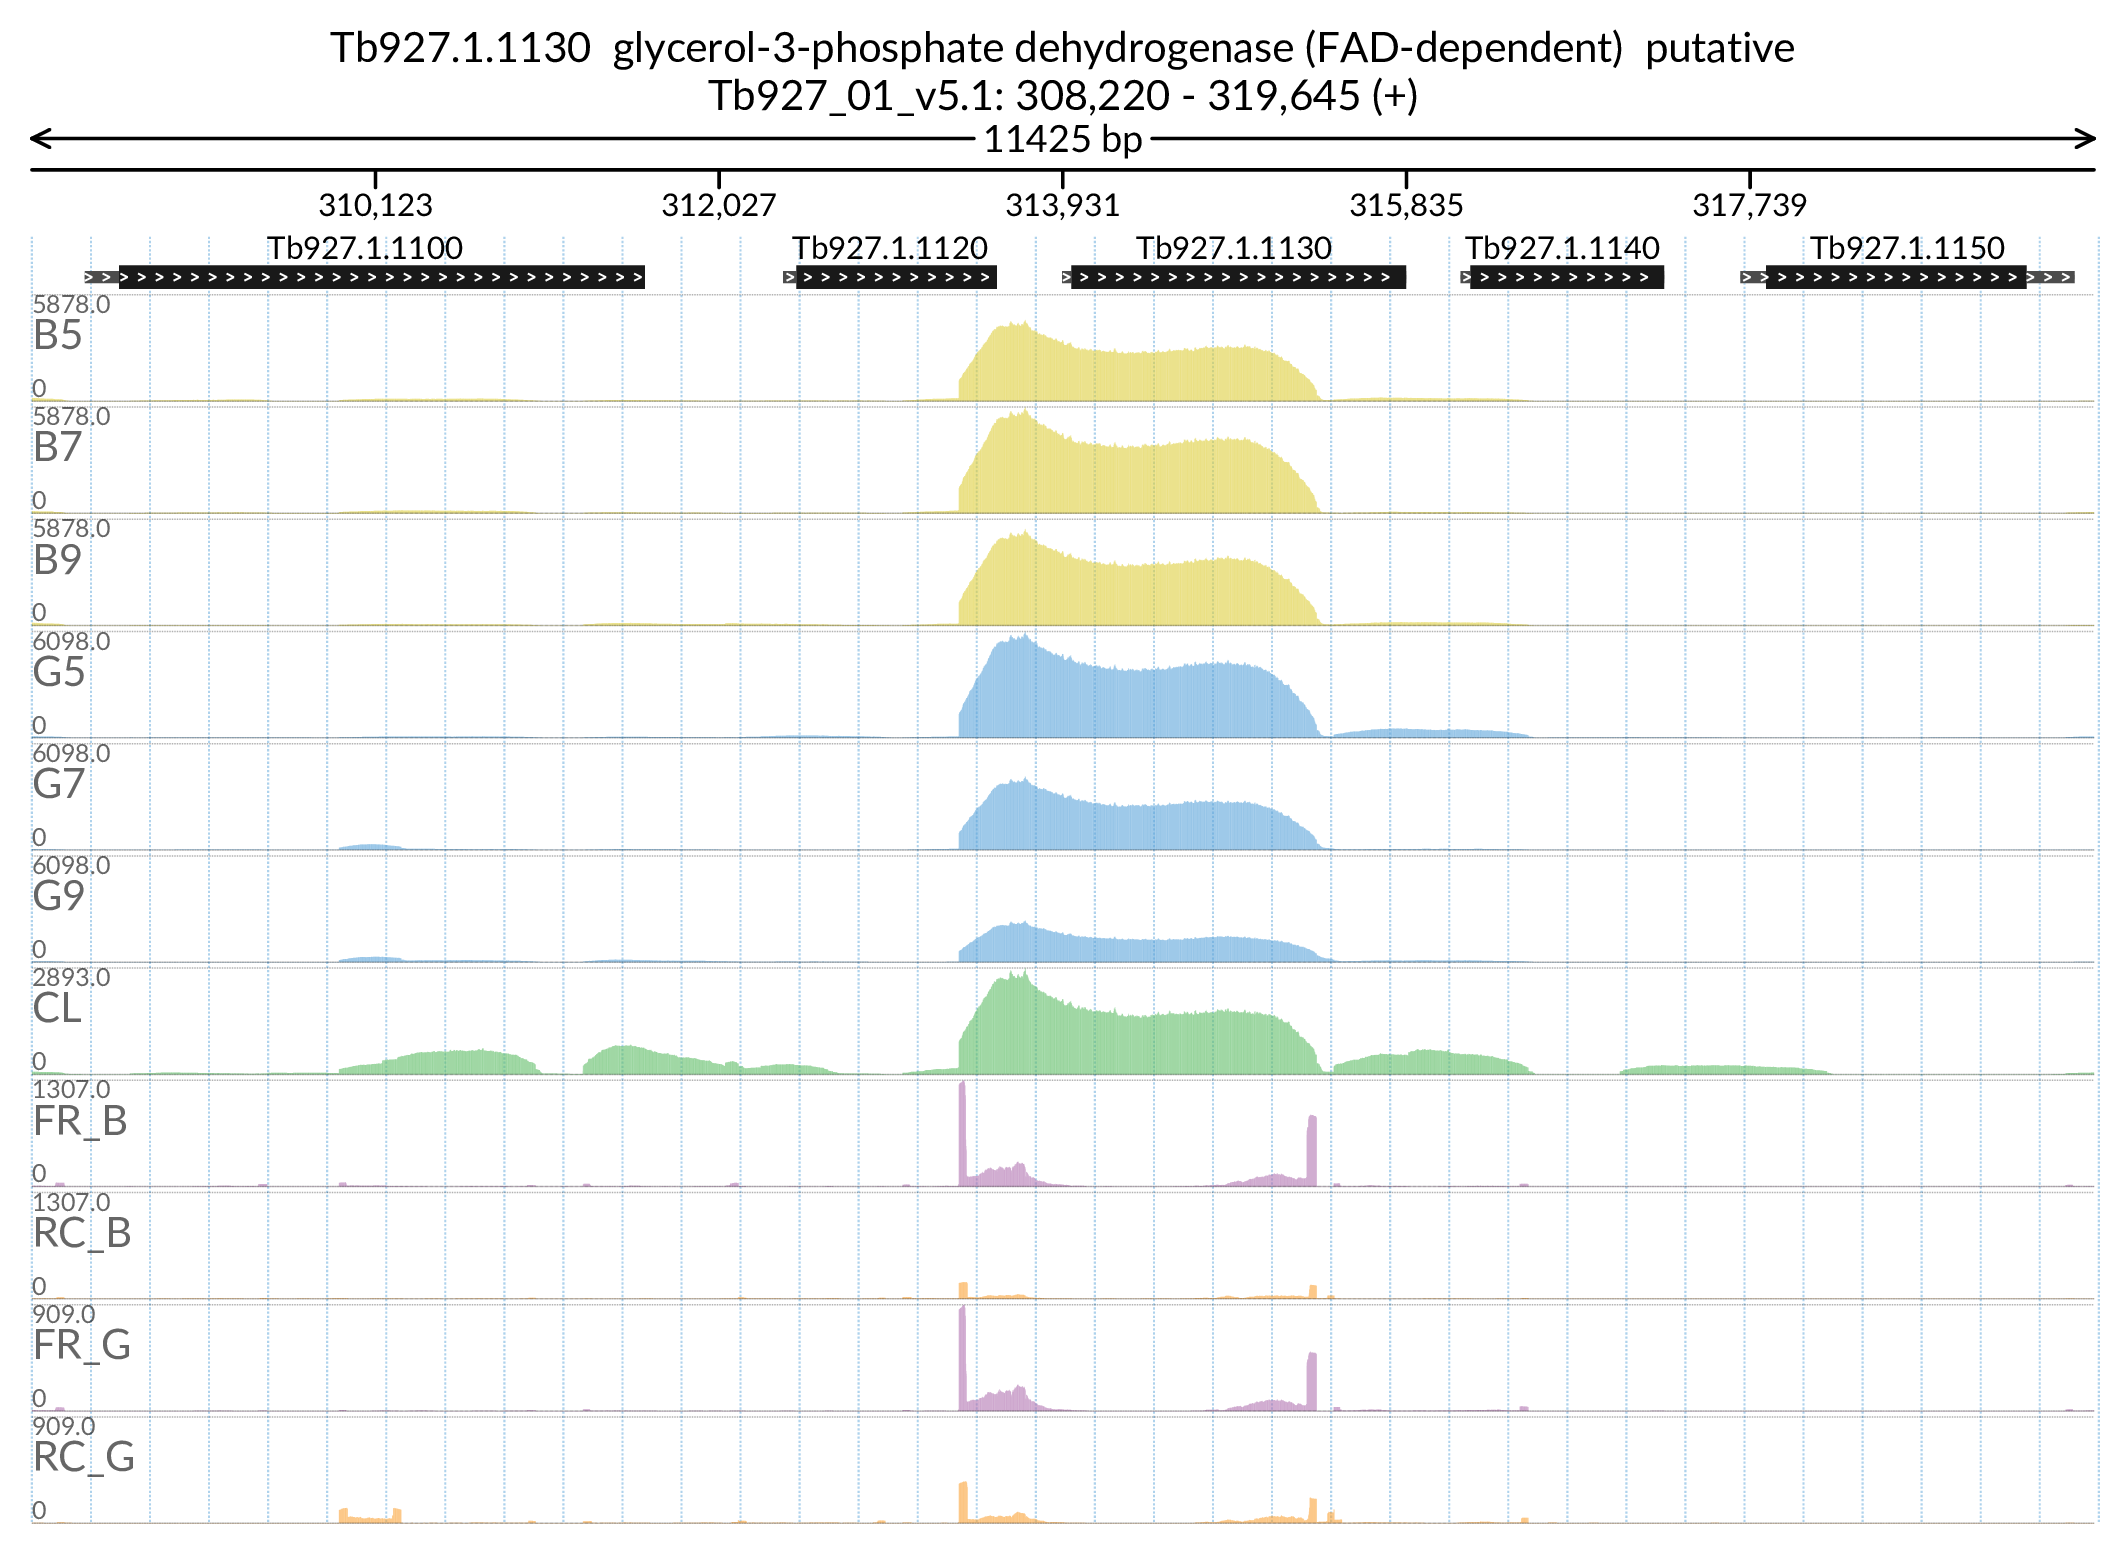 Tb927.1.1130 glycerol-3-phosphate dehydrogenase (FAD-dependent) putative
Tb927_01_v5.1: 308,220 - 319,645 (+)
11425 bp
310,123 312,027 313,931 315,835 317,739
Tb927.1.1100 Tb927.1.1120 Tb927.1.1130 Tb927.1.1140 Tb927.1.1150
5878.0
B5
0
5878.0
B7
0
5878.0
B9
0
6098.0
G5
0
6098.0
G7
0
6098.0
G9
0
2893.0
CL
0
1307.0
FR_B
0
1307.0
RC_B
0
909.0
FR_G
0
909.0
RC_G
0